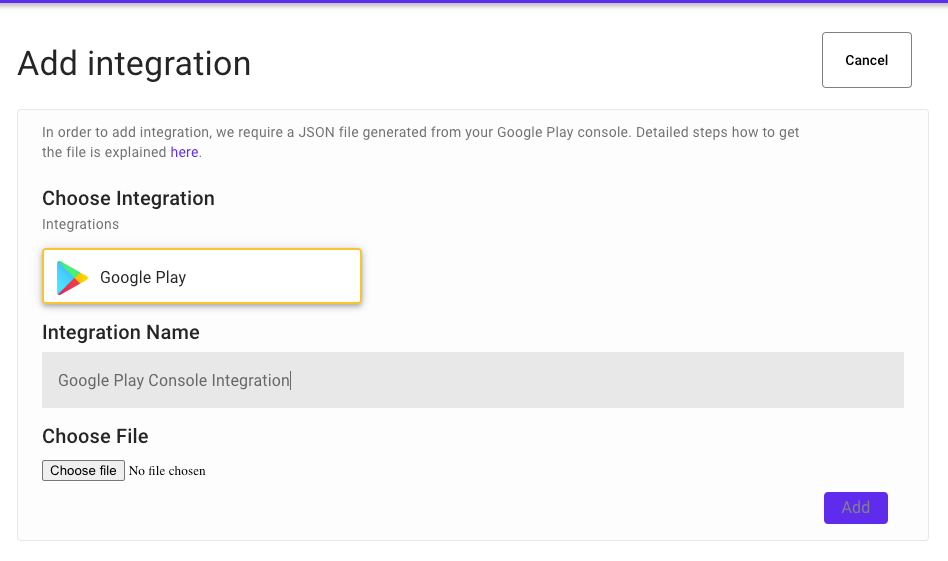 Add integration
Cancel
In order to add integration, we require a JSON file generated from your Google Play console. Detailed steps how to get
the file is explained here.
Choose Integration
Integrations
Google Play
Integration Name
Google Play Console Integration
Choose File
Choose file No file chosen
Add